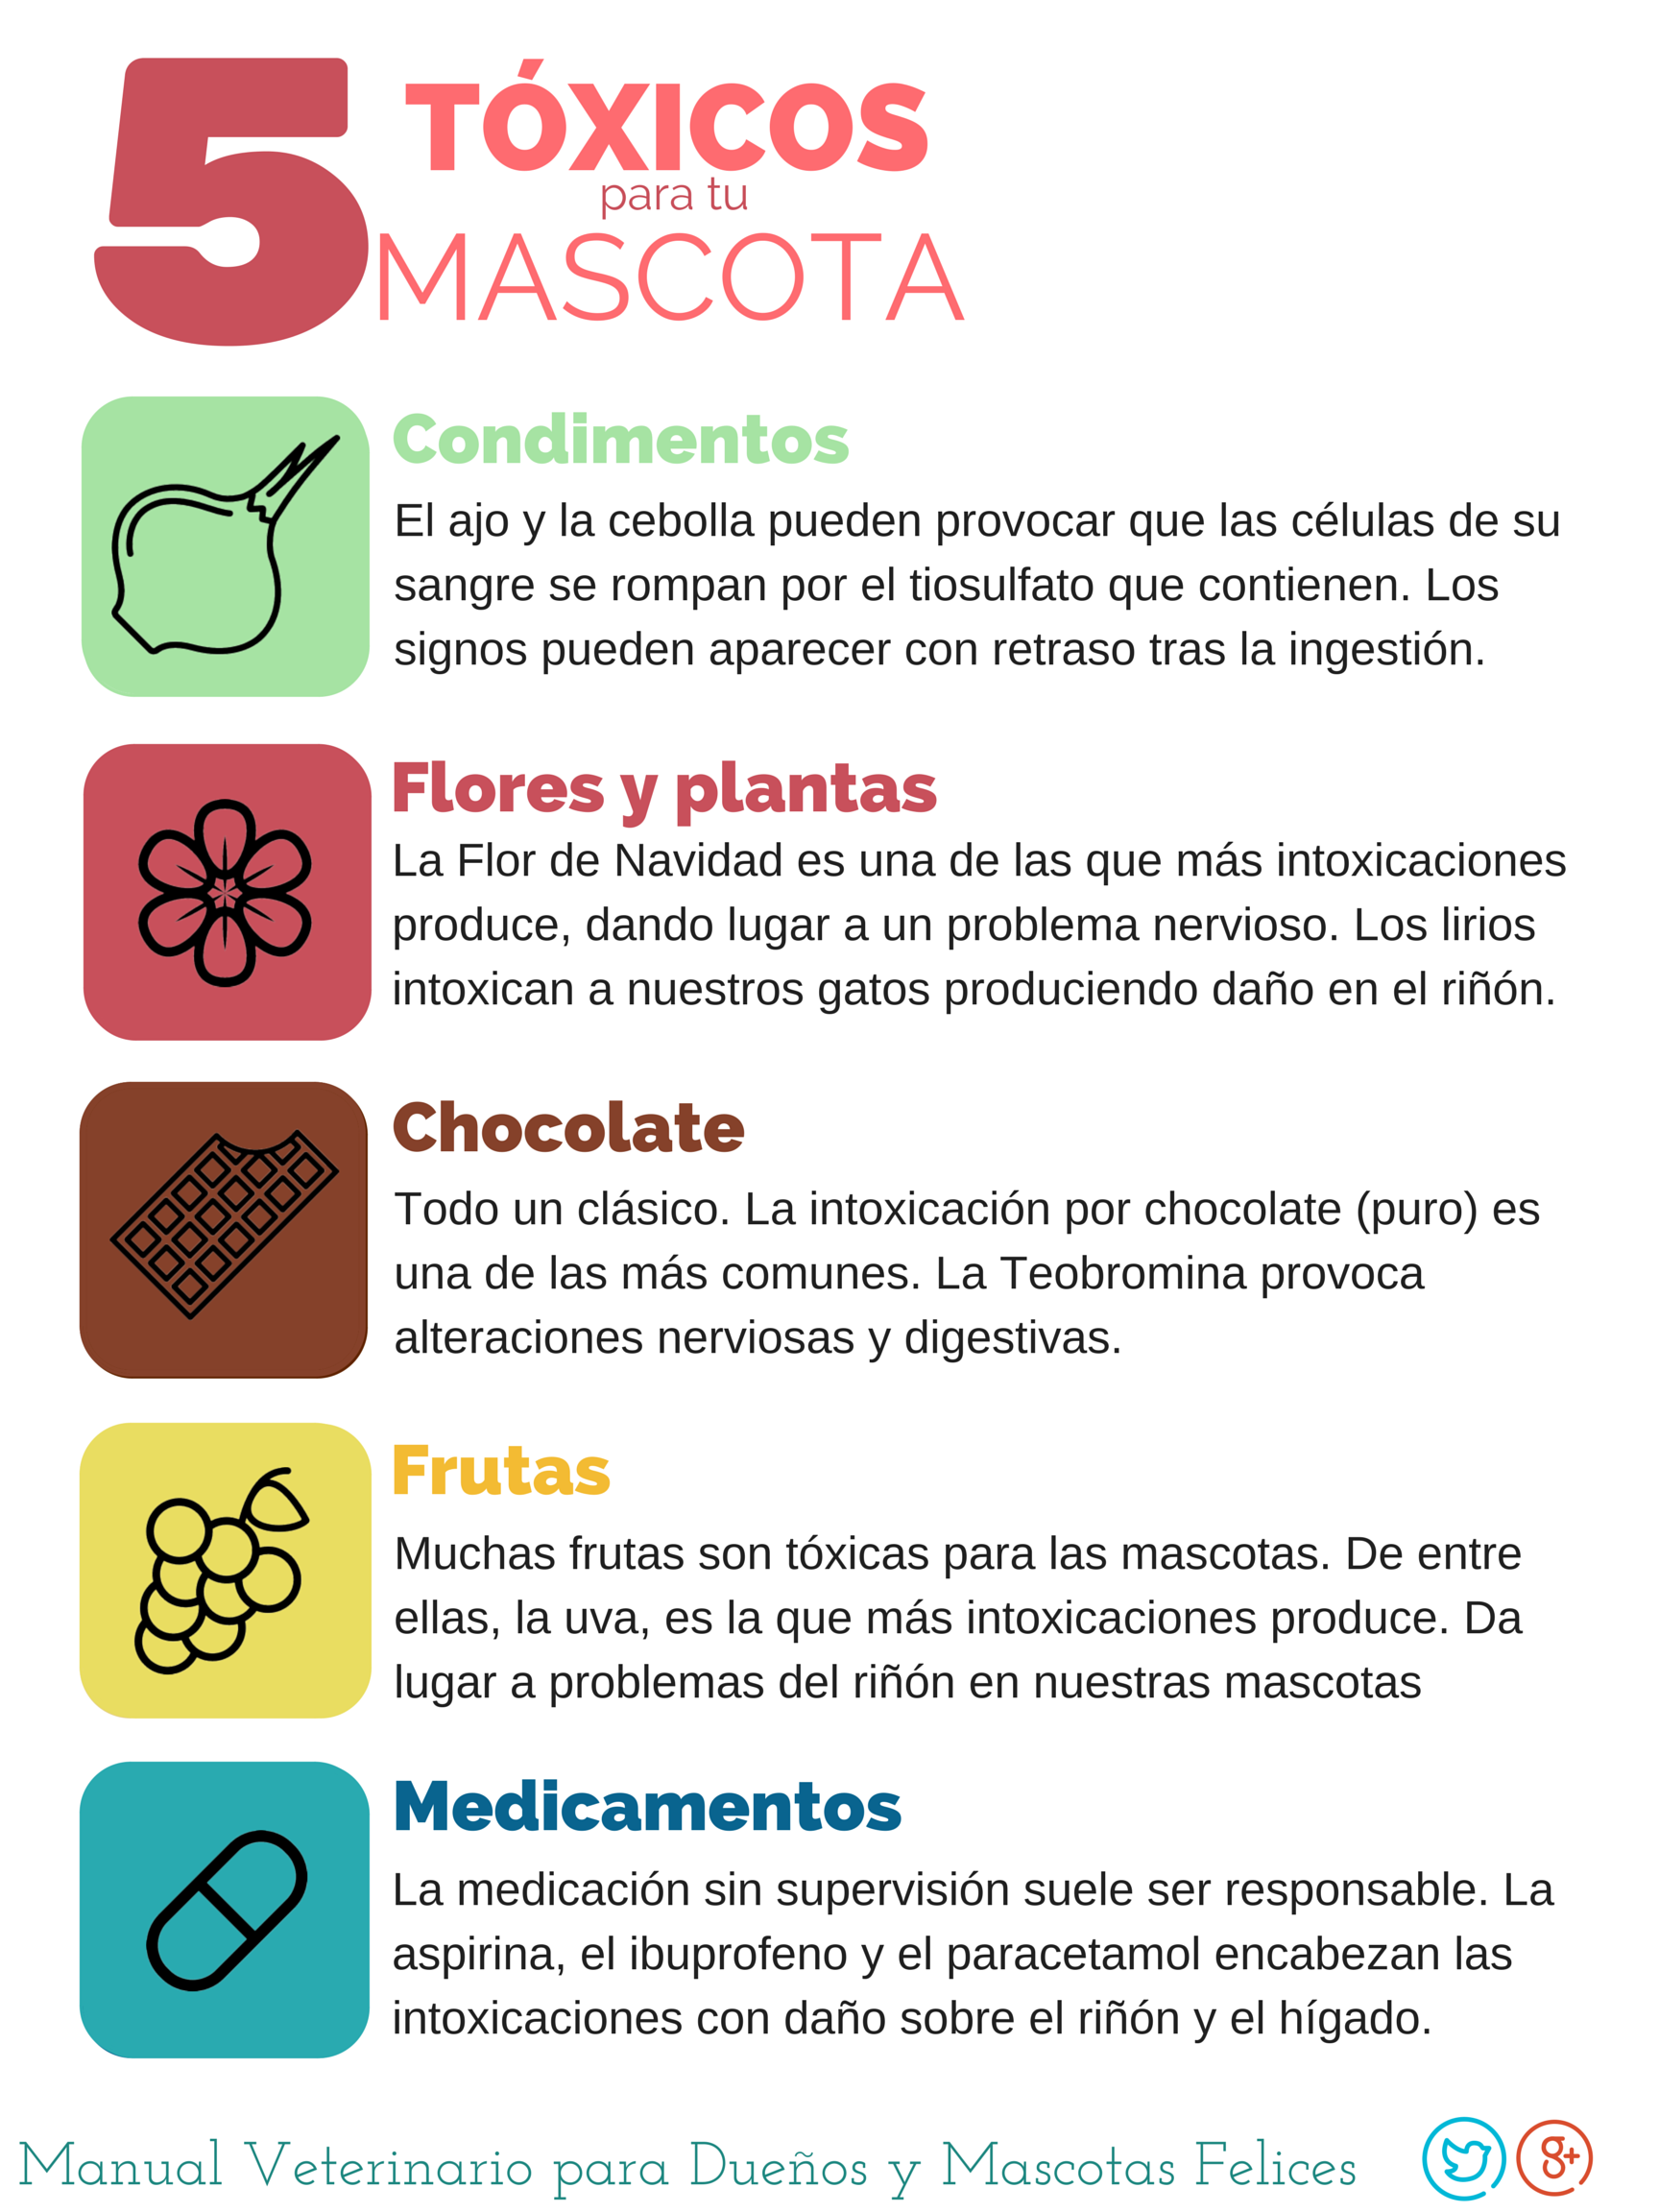 5 TÓXICOS
para tu
MASCOTA
Condimentos
El ajo y la cebolla pueden provocar que las células de su
sangre se rompan por el tiosulfato que contienen. Los
signos pueden aparecer con retraso tras la ingestión.
Flores y plantas
La Flor de Navidad es una de las que más intoxicaciones
produce, dando lugar a un problema nervioso. Los lirios
intoxican a nuestros gatos produciendo daño en el riñón.
Chocolate
Todo un clásico. La intoxicación por chocolate (puro) es
una de las más comunes. La Teobromina provoca
alteraciones nerviosas y digestivas.
Frutas
Muchas frutas son tóxicas para las mascotas. De entre
ellas, la uva, es la que más intoxicaciones produce. Da
lugar a problemas del riñón en nuestras mascotas
Medicamentos
La medicación sin supervisión suele ser responsable. La
aspirina, el ibuprofeno y el paracetamol encabezan las
intoxicaciones con daño sobre el riñón y el hígado.
Manual Veterinario para Dueños y Mascotas Felices g+